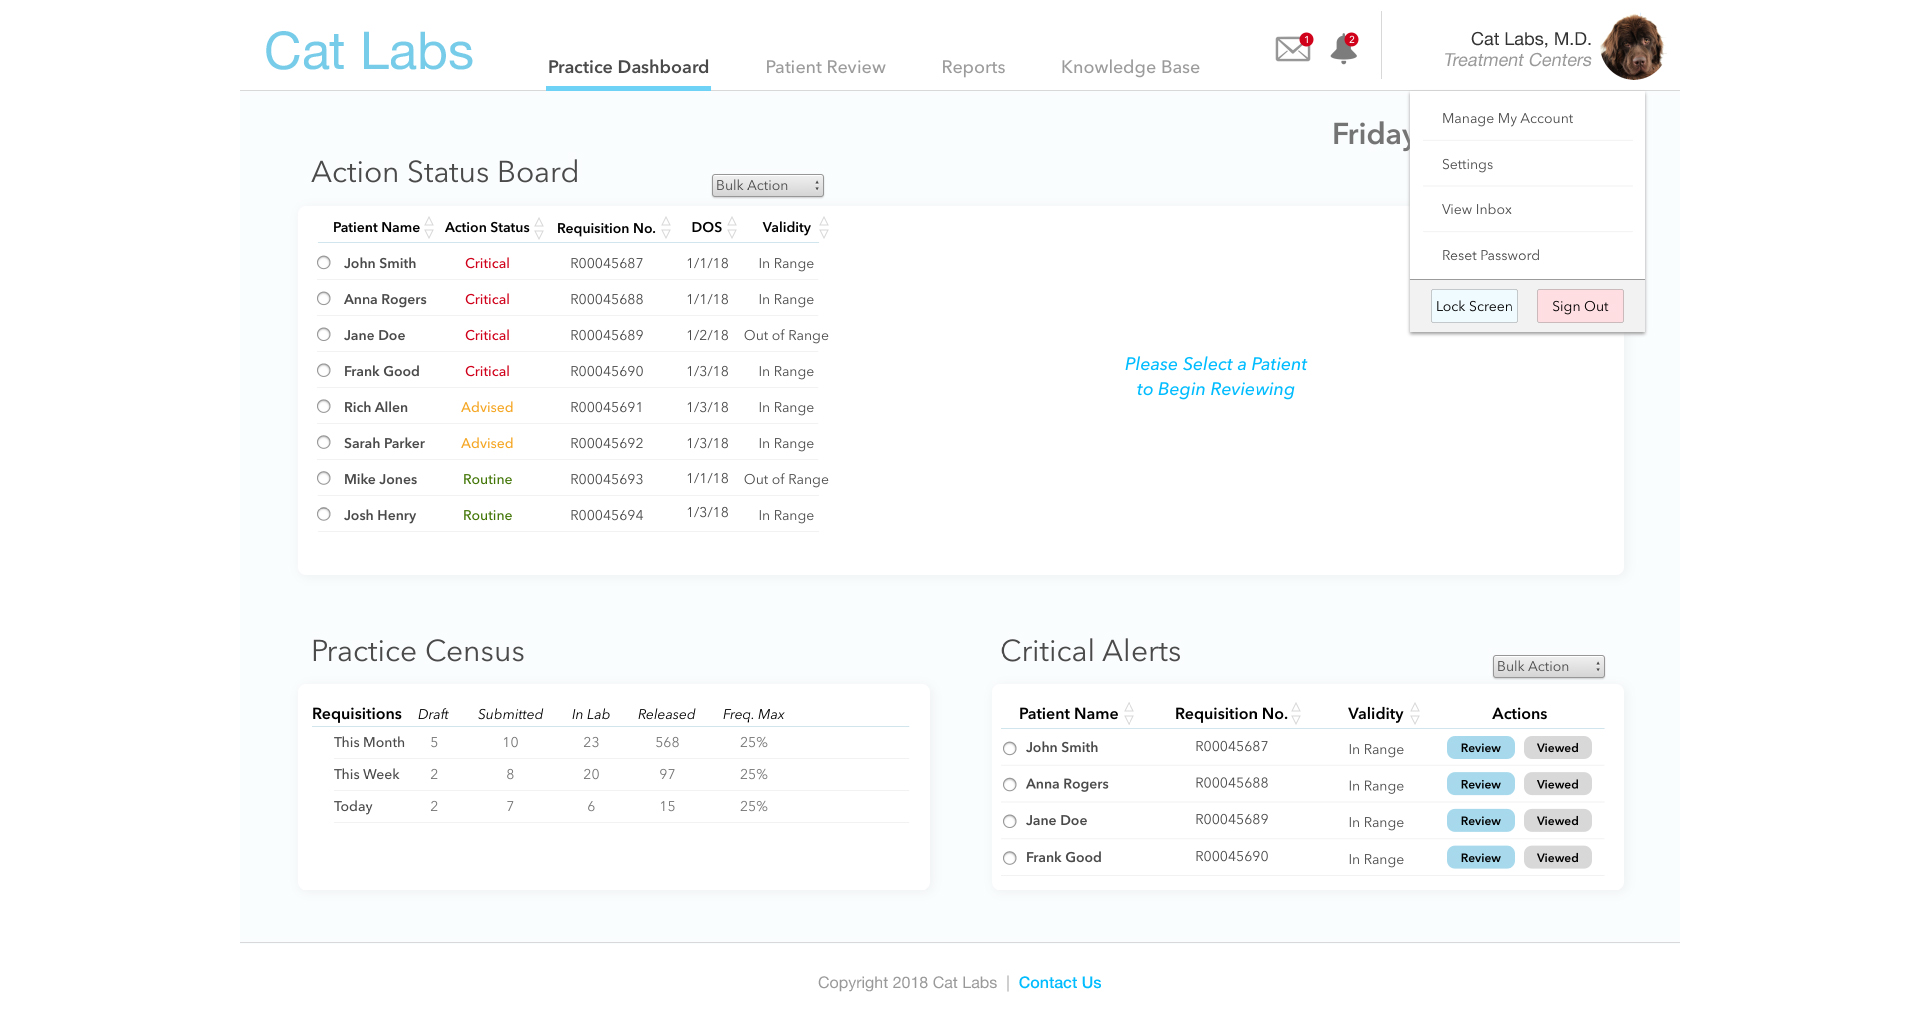 Cat Labs
Practice Dashboard Patient Review Reports Knowledge Base
1 2
Cat Labs, M.D.
Treatment Centers
Manage My Account
Settings
View Inbox
Reset Password
Lock Screen Sign Out
Friday
Action Status Board
Bulk Action
Patient Name Action Status Requisition No. DOS Validity
John Smith Critical R00045687 1/1/18 In Range
Anna Rogers Critical R00045688 1/1/18 In Range
Jane Doe Critical R00045689 1/2/18 Out of Range
Frank Good Critical R00045690 1/3/18 In Range
Rich Allen Advised R00045691 1/3/18 In Range
Sarah Parker Advised R00045692 1/3/18 In Range
Mike Jones Routine R00045693 1/1/18 Out of Range
Josh Henry Routine R00045694 1/3/18 In Range
Please Select a Patient
to Begin Reviewing
Practice Census
Requisitions Draft Submitted In Lab Released Freq. Max
This Month 5 10 23 568 25%
This Week 2 8 20 97 25%
Today 2 7 6 15 25%
Critical Alerts
Bulk Action
Patient Name Requisition No. Validity Actions
John Smith R00045687 In Range Review Viewed
Anna Rogers R00045688 In Range Review Viewed
Jane Doe R00045689 In Range Review Viewed
Frank Good R00045690 In Range Review Viewed
Copyright 2018 Cat Labs | Contact Us